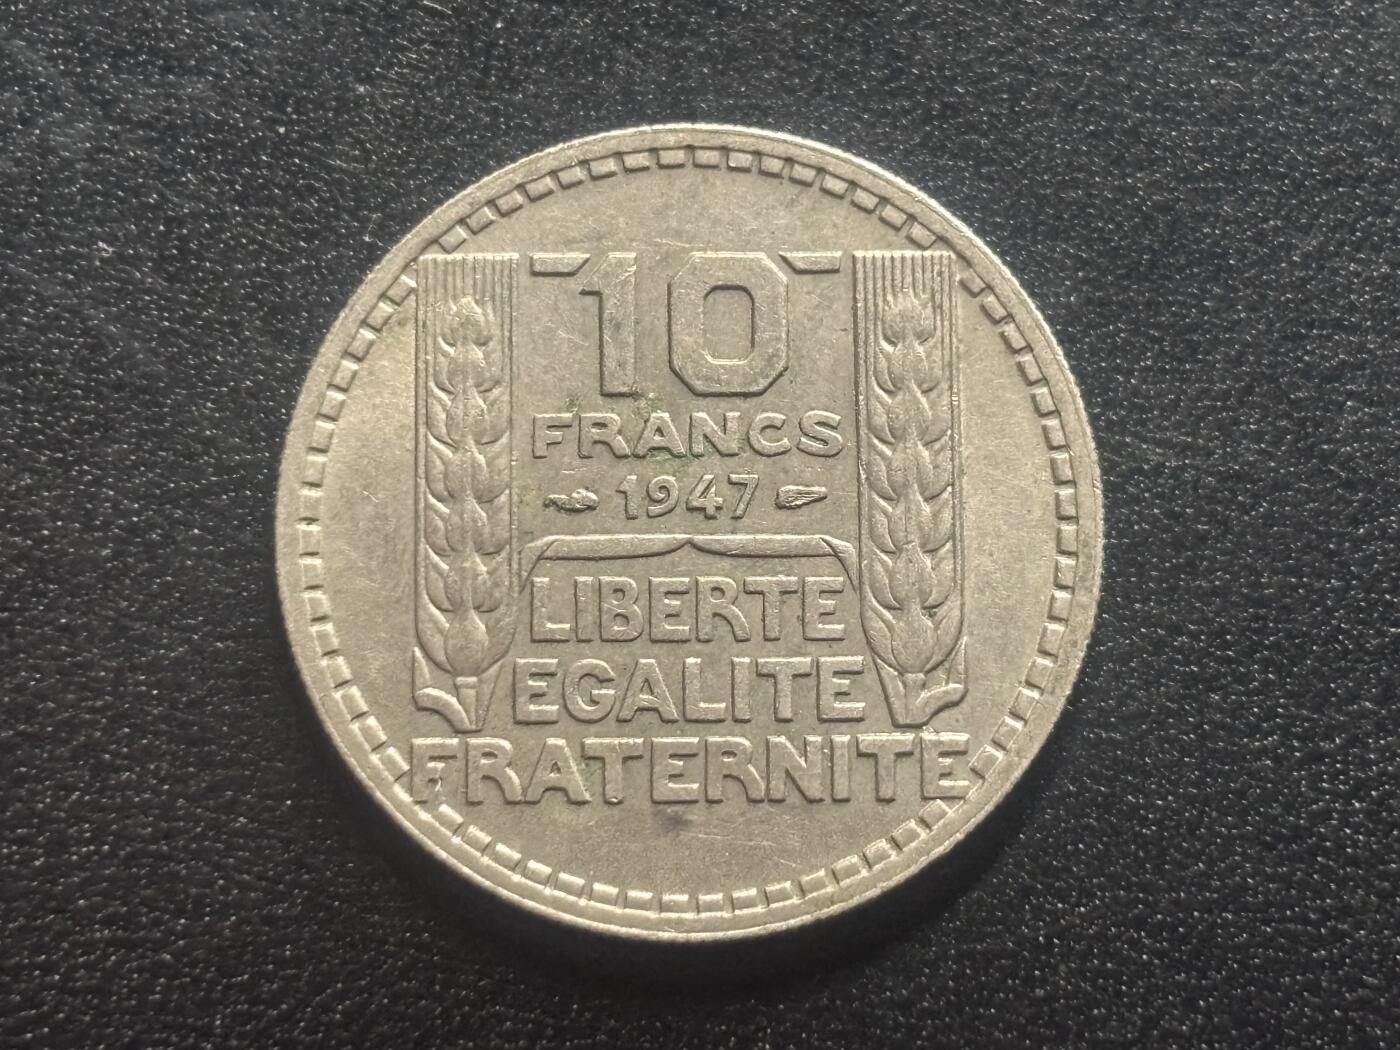 10
FRANCS
1947
LIBERTE
EGALITE
FRATERNITE